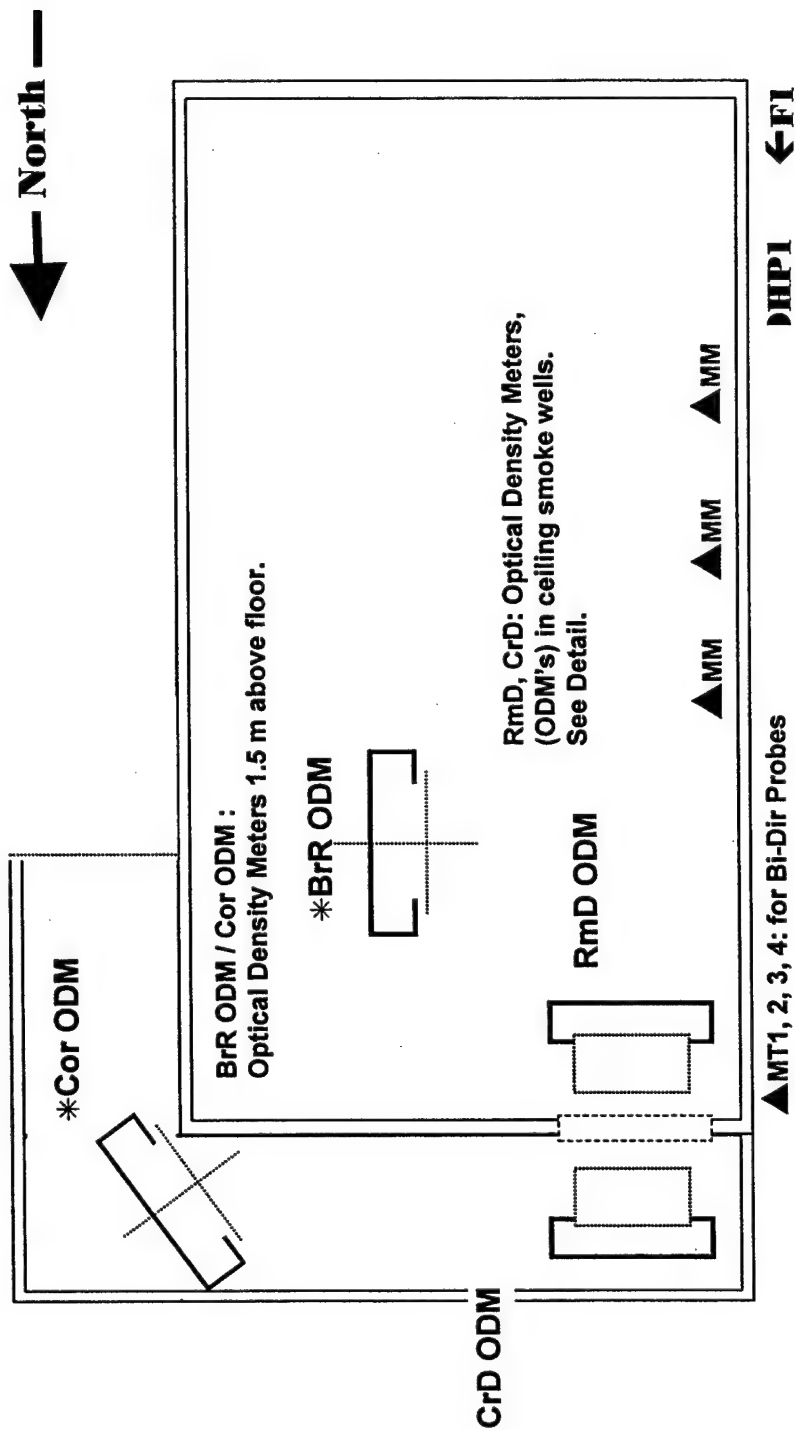 North
*Cor ODM
BrR ODM / Cor ODM :
Optical Density Meters 1.5 m above floor.
*BrR ODM
RmD, CrD: Optical Density Meters,
(ODM's) in ceiling smoke wells.
See Detail.
RmD ODM
CrD ODM
▲MM
▲MM
▲MM
▲MT1, 2, 3, 4: for Bi-Dir Probes
)HP1
←F1